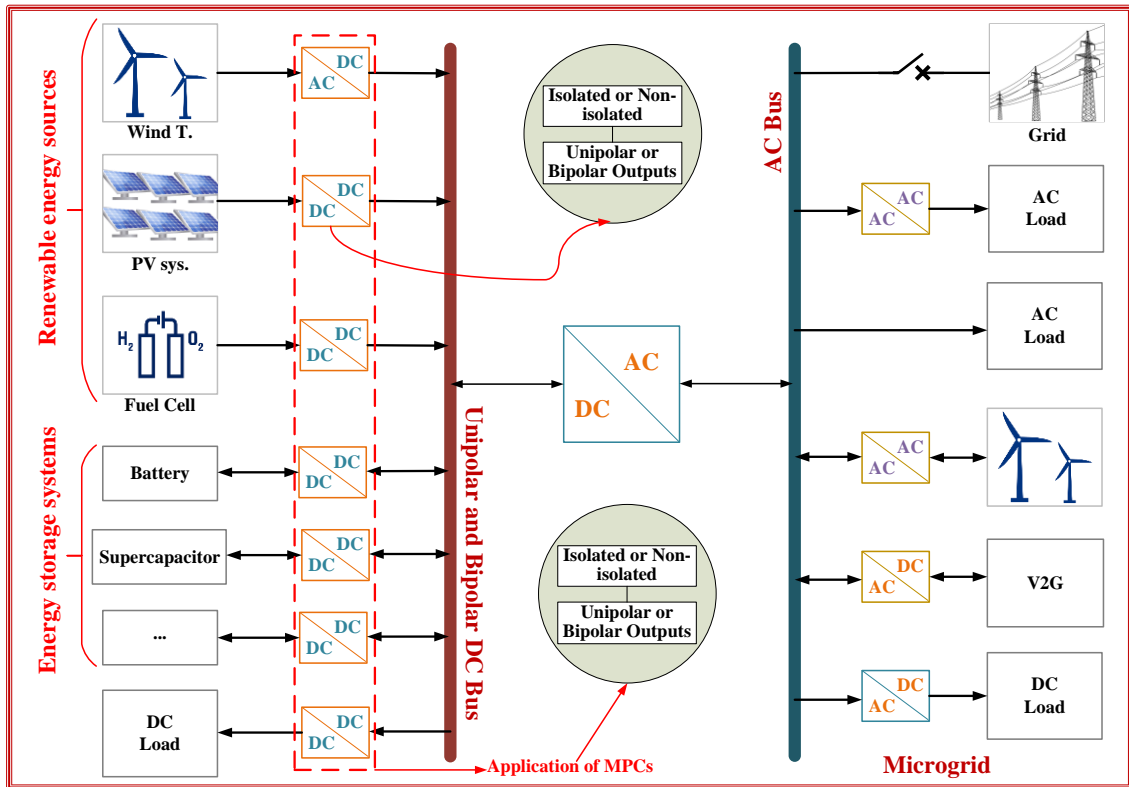 Renewable energy sources
Wind T.
DC
AC
PV sys.
DC
DC
H2
O2
Fuel Cell
DC
DC
Energy storage systems
Battery
DC
DC
Supercapacitor
DC
DC
...
DC
DC
DC
Load
DC
DC
Unipolar and Bipolar DC Bus
Isolated or Non-
isolated
Unipolar or
Bipolar Outputs
AC
DC
Isolated or Non-
isolated
Unipolar or
Bipolar Outputs
Application of MPCs
AC Bus
Grid
AC
AC
AC
Load
AC
Load
AC
AC
DC
AC
V2G
DC
AC
DC
Load
Microgrid